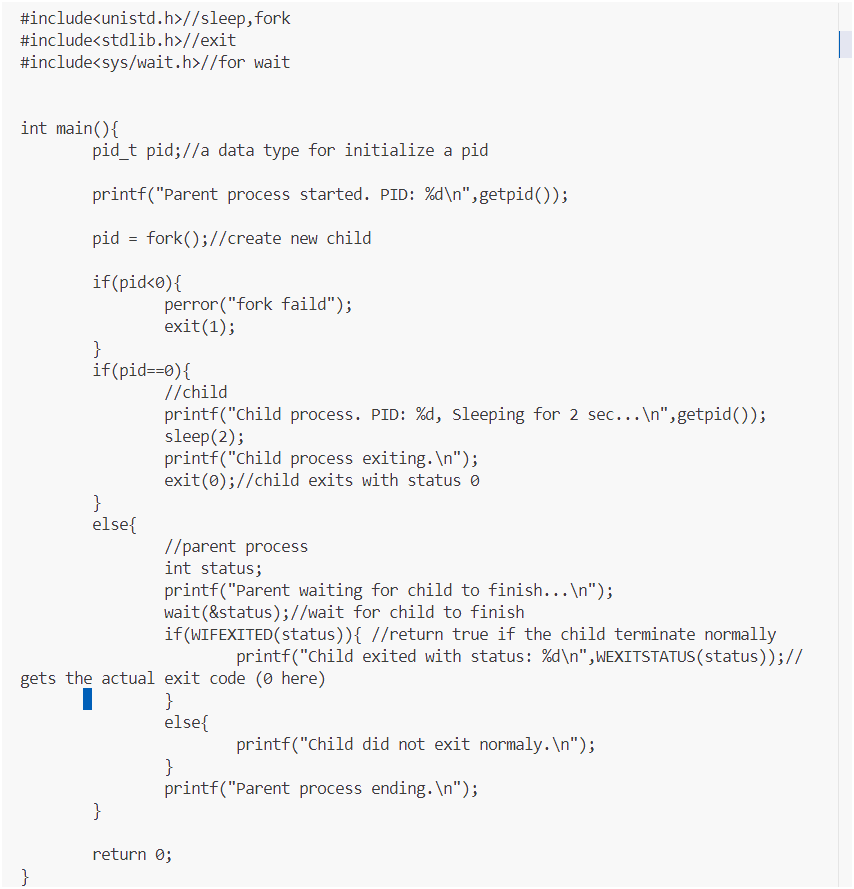 #include<unistd.h>//sleep,fork
#include<stdlib.h>//exit
#include<sys/wait.h>//for wait


int main(){
        pid_t pid;//a data type for initialize a pid

        printf("Parent process started. PID: %d\n",getpid());

        pid = fork();//create new child

        if(pid<0){
                perror("fork faild");
                exit(1);
        }
        if(pid==0){
                //child
                printf("Child process. PID: %d, Sleeping for 2 sec...\n",getpid());
                sleep(2);
                printf("Child process exiting.\n");
                exit(0);//child exits with status 0
        }
        else{
                //parent process
                int status;
                printf("Parent waiting for child to finish...\n");
                wait(&status);//wait for child to finish
                if(WIFEXITED(status)){ //return true if the child terminate normally
                        printf("Child exited with status: %d\n",WEXITSTATUS(status));//
gets the actual exit code (0 here)
                }
                else{
                        printf("Child did not exit normaly.\n");
                }
                printf("Parent process ending.\n");
        }

        return 0;
}